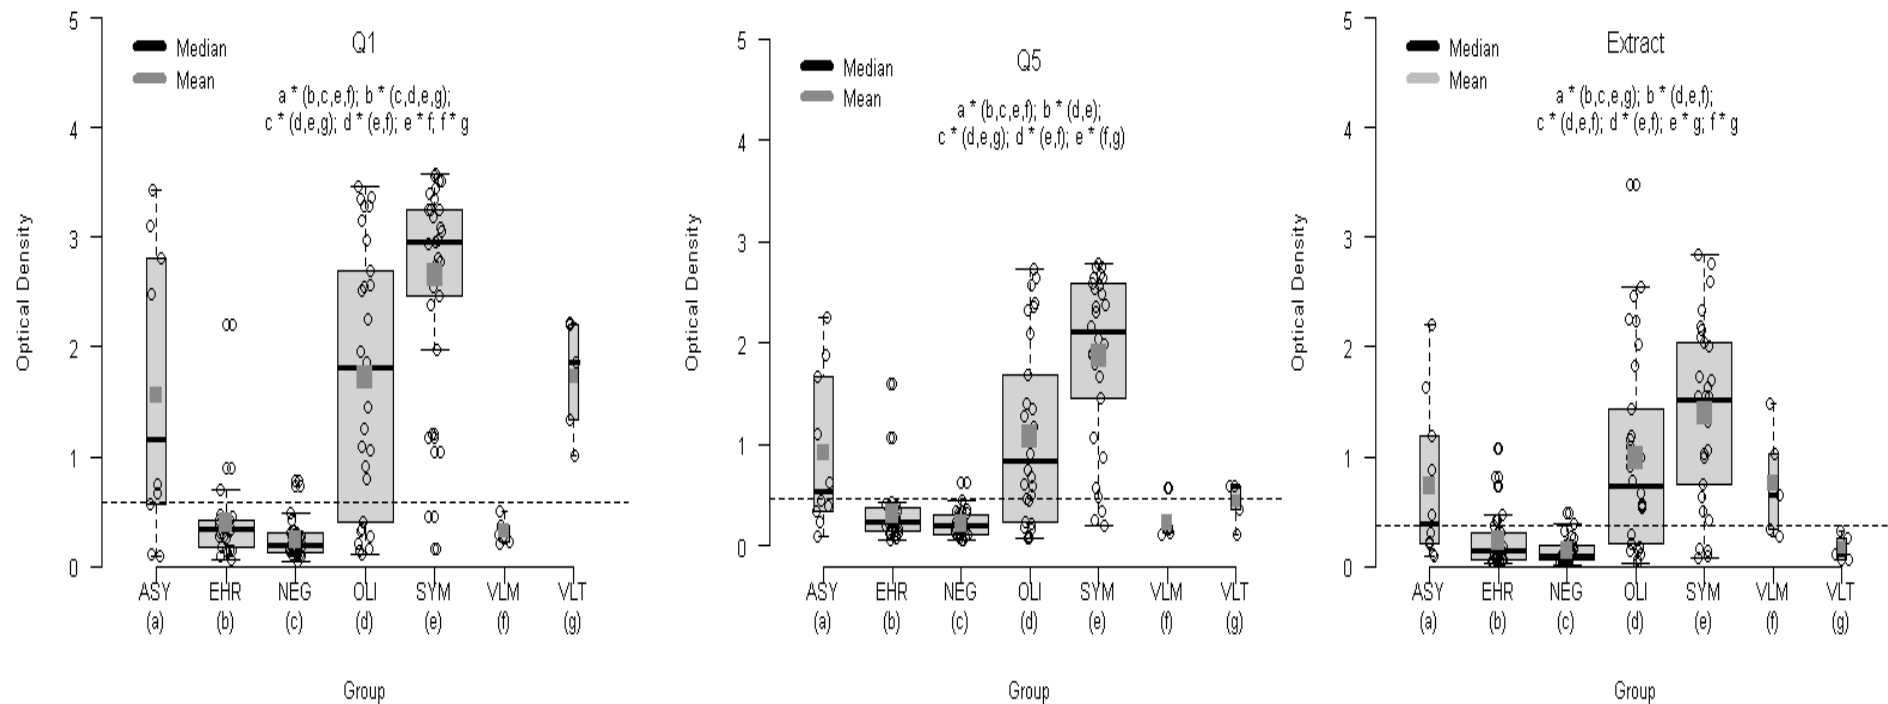 Q1
Median
Mean
a * (b,c,e,f); b * (c,d,e,g);
c * (d,e,g); d * (e,f); e * f; f * g
Optical Density
5
4
3
2
1
0
ASY EHR NEG OLI SYM VLM VLT
(a) (b) (c) (d) (e) (f) (g)
Group
Q5
Median
Mean
a * (b,c,e,f); b * (d,e);
c * (d,e,g); d * (e,f); e * (f,g)
Optical Density
5
4
3
2
1
0
ASY EHR NEG OLI SYM VLM VLT
(a) (b) (c) (d) (e) (f) (g)
Group
Extract
Median
Mean
a * (b,c,e,g); b * (d,e,f);
c * (d,e,f); d * (e,f); e * g; f * g
Optical Density
5
4
3
2
1
0
ASY EHR NEG OLI SYM VLM VLT
(a) (b) (c) (d) (e) (f) (g)
Group